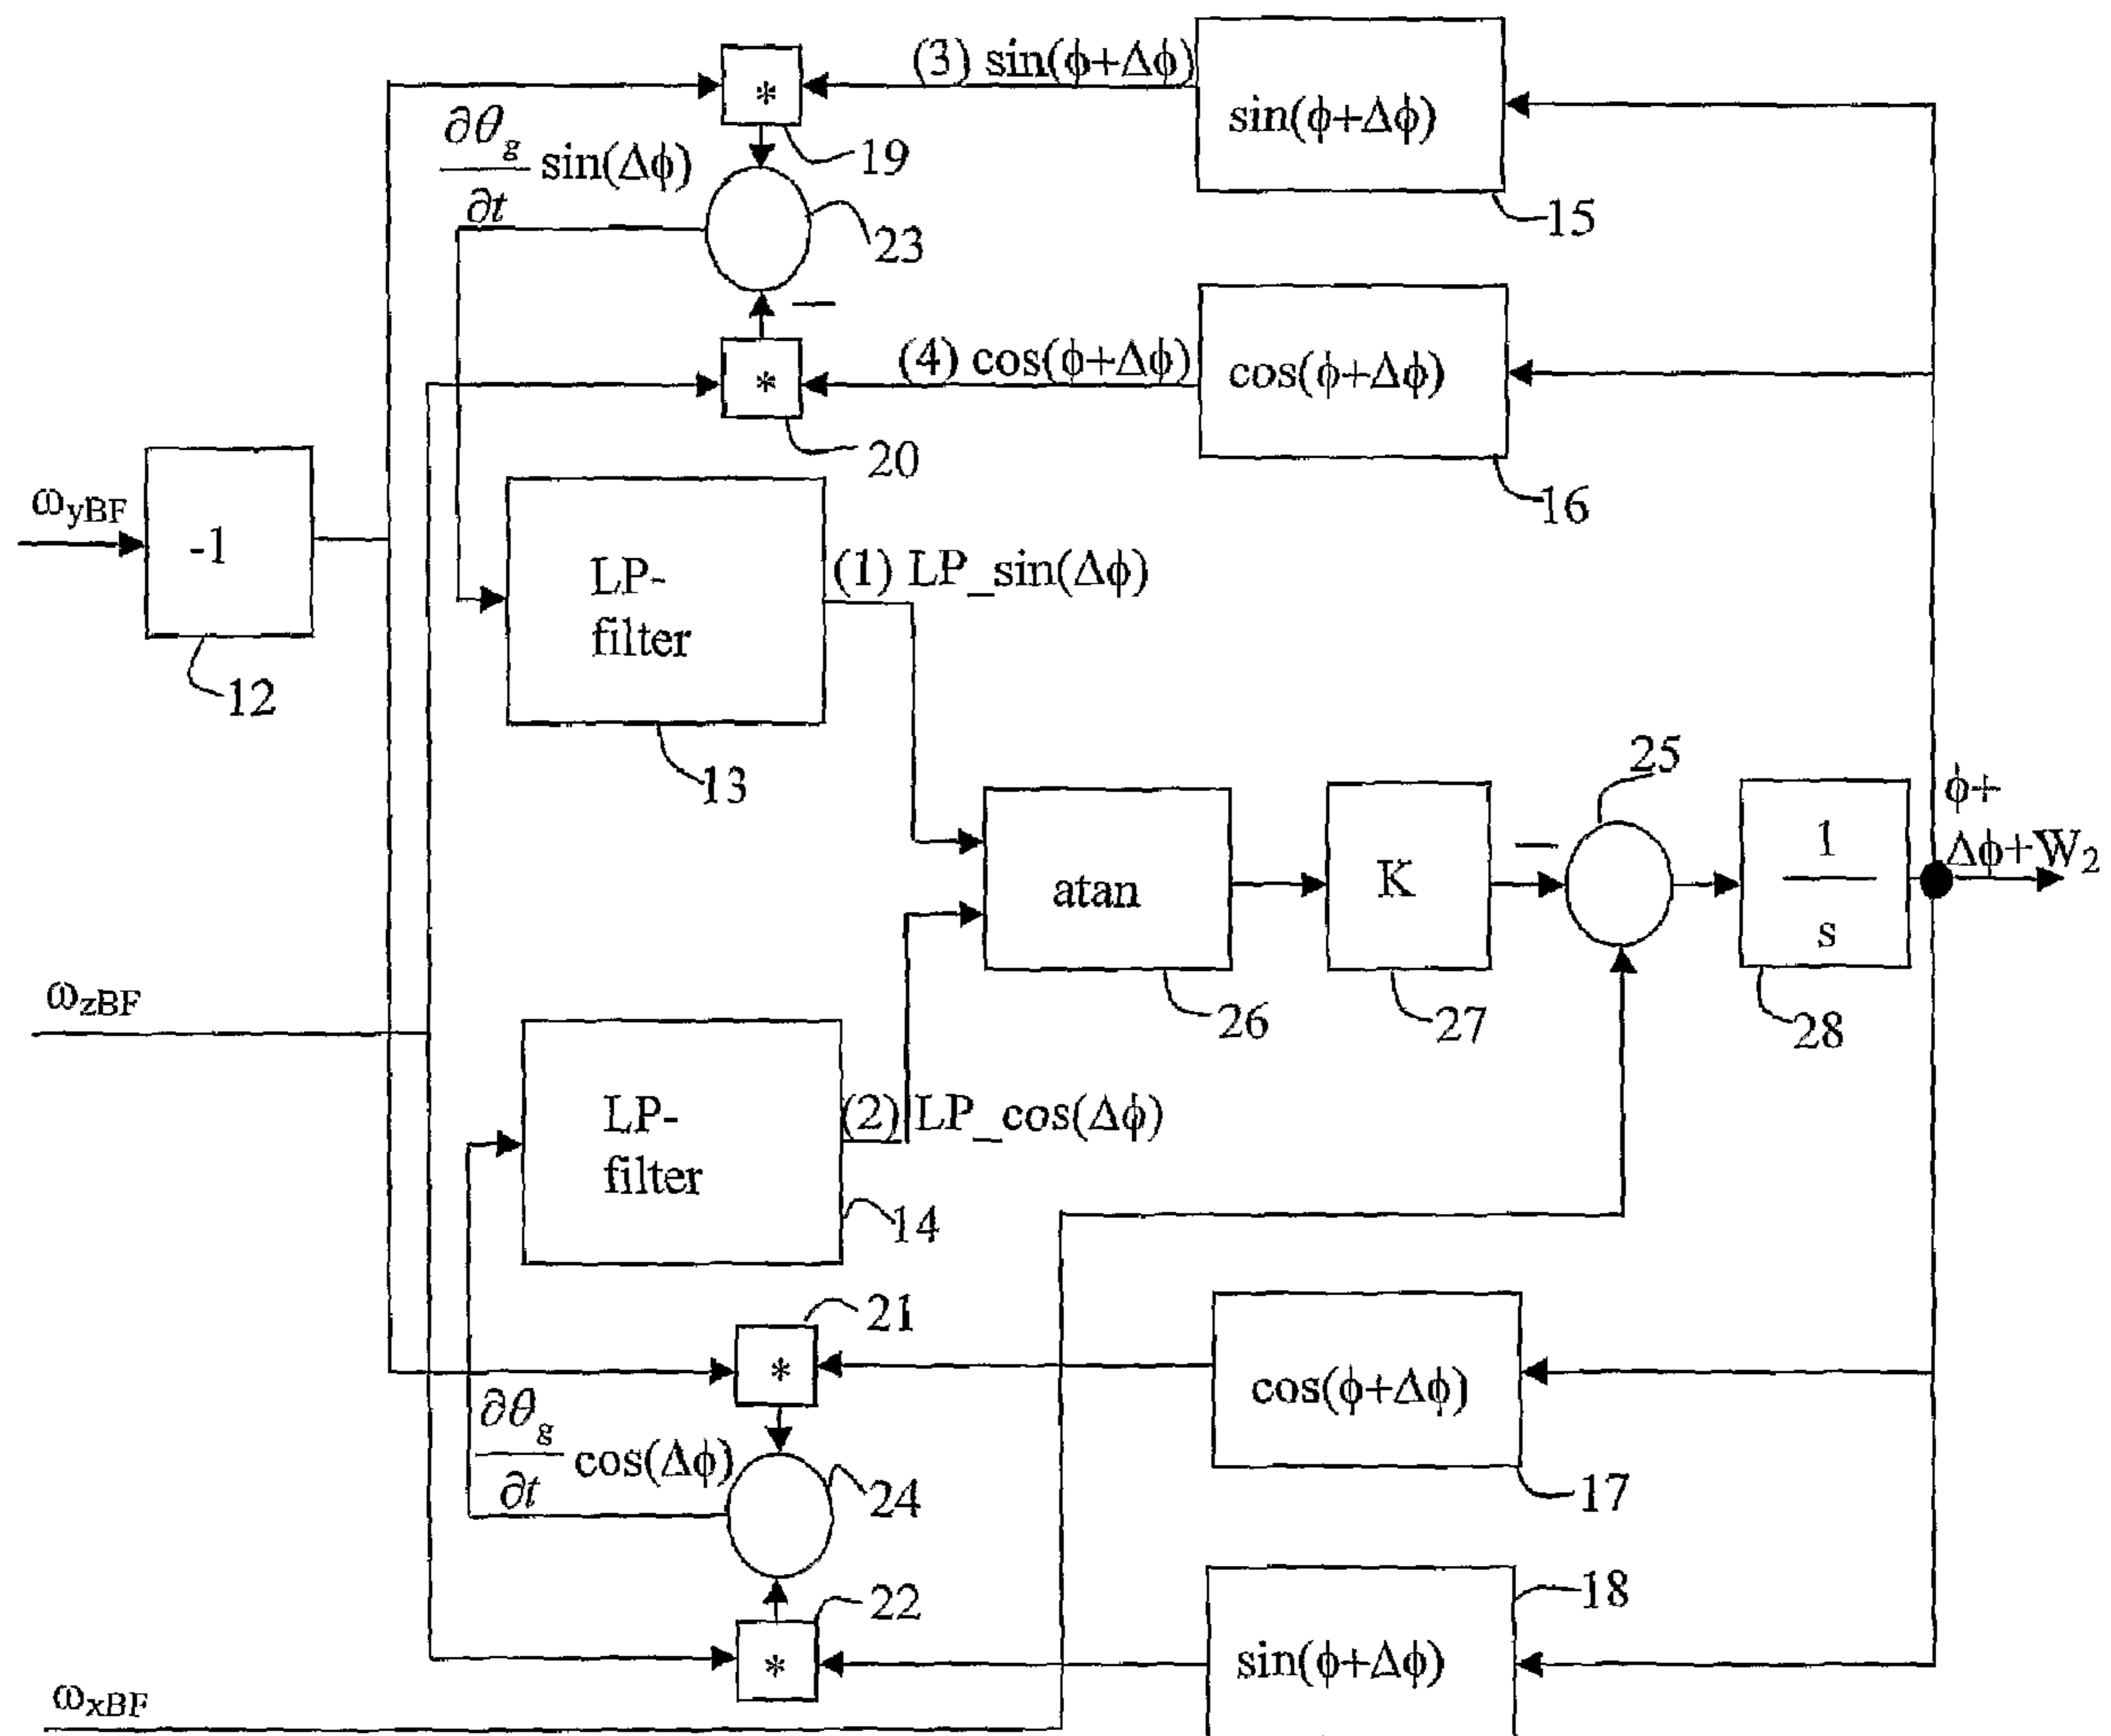 (3) sin(ϕ+Δϕ)
sin(ϕ+Δϕ)
*
∂θg
sin(Δϕ)
∂t
19
15
23
—
(4) cos(ϕ+Δϕ)
cos(ϕ+Δϕ)
*
20
16
ωyBF
-1
12
LP-
filter
(1) LP_sin(Δϕ)
13
25
ϕ+
Δϕ+W2
atan
K
—
1
s
26
27
28
ωzBF
LP-
filter
(2) LP_cos(Δϕ)
14
21
*
cos(ϕ+Δϕ)
∂θg
cos(Δϕ)
∂t
24
17
22
18
*
sin(ϕ+Δϕ)
ωxBF